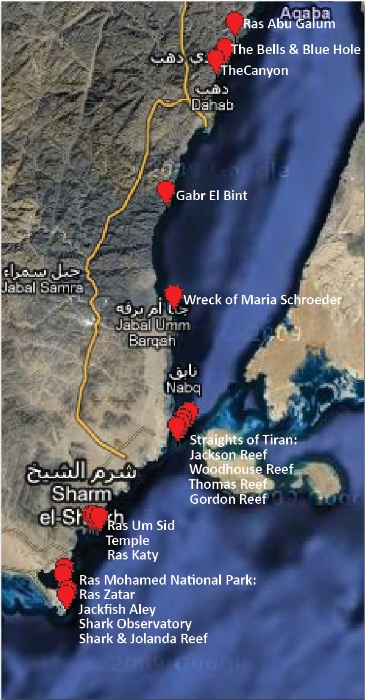 Aqaba
Ras Abu Galum
The Bells & Blue Hole
TheCanyon
دهب
Dahab
2009 Google
Gabr El Bint
جبل سمراء
Jabal Samra
Wreck of Maria Schroeder
جبل أم برقه
Jabal Umm
Barqah
2009
نابق
Nabq
Straights of Tiran:
Jackson Reef
Woodhouse Reef
Thomas Reef
Gordon Reef
شرم الشيخ
Sharm
el-Sheikh
Ras Um Sid
Temple
Ras Katy
Ras Mohamed National Park:
Ras Zatar
Jackfish Aley
Shark Observatory
Shark & Jolanda Reef
2009 Google